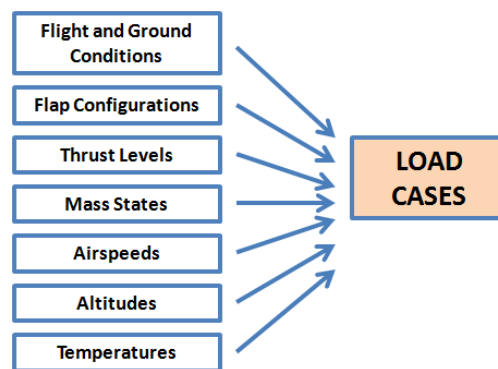 Flight and Ground
Conditions
Flap Configurations
Thrust Levels
Mass States
Airspeeds
Altitudes
Temperatures
LOAD
CASES